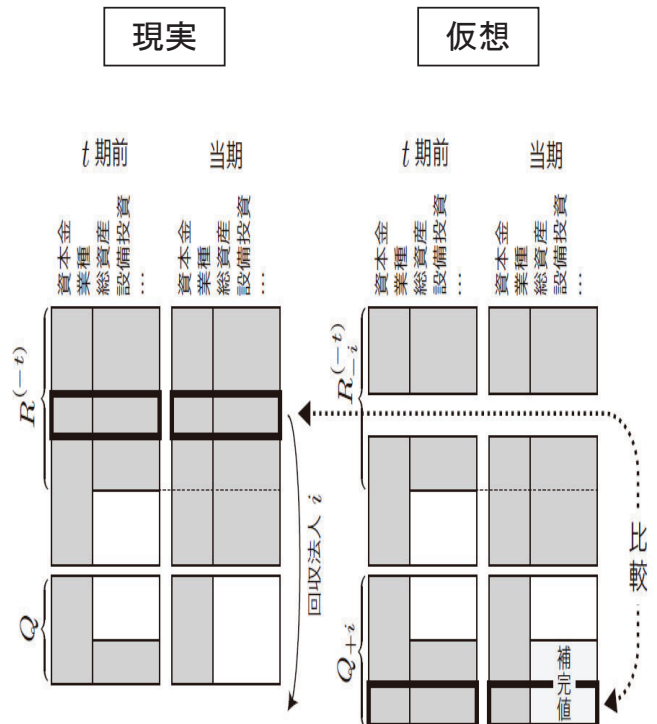 現実
仮想
t 期前
当期
t 期前
当期
資本金
業種
総資産
設備投資
…
資本金
業種
総資産
設備投資
…
資本金
業種
総資産
設備投資
…
資本金
業種
総資産
設備投資
…
R^{(-t)}
Q
回収法人 i
R_{-i}^{(-t)}
Q_{+i}
補完値
比較